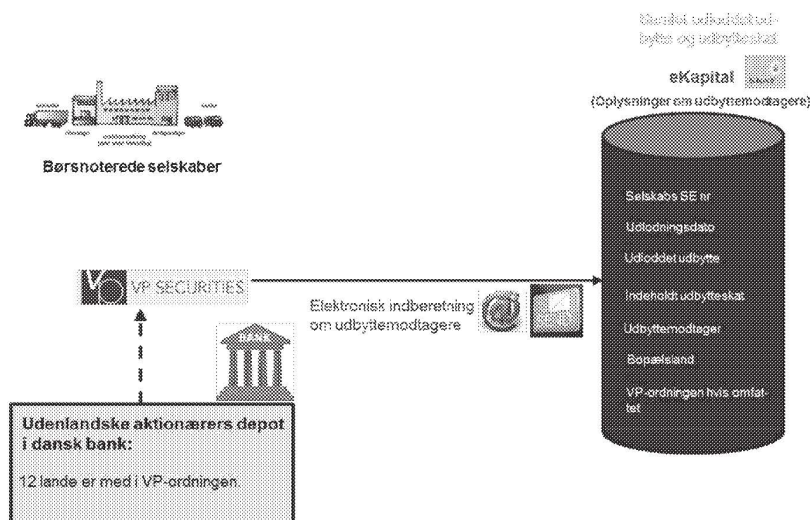 Samlet udloddet ud-
bytte og udbytteskat
eKapital
(Oplysninger om udbyttemodtagere)
Børsnoterede selskaber
Selskabs SE nr
Udlodningsdato
Udloddet udbytte
Indeholdt udbytteskat
Udbyttemodtager
Bopælsland
VP-ordningen hvis omfat-
tet
VP SECURITIES
Elektronisk indberetning
om udbyttemodtagere
BANK
Udenlandske aktionærers depot
i dansk bank:
12 lande er med i VP-ordningen.